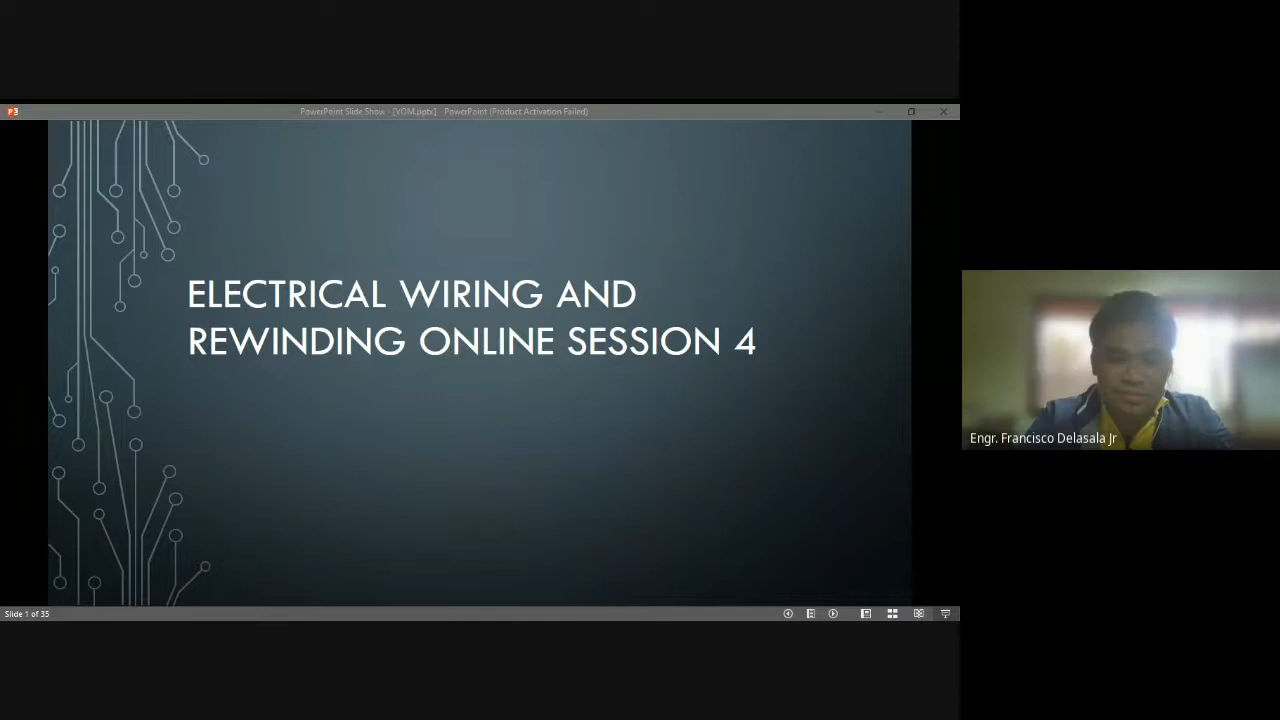 PowerPoint Slide Show - [VOM.pptx] - PowerPoint (Product Activation Failed)
ELECTRICAL WIRING AND
REWINDING ONLINE SESSION 4
Engr. Francisco Delasala Jr
Slide 1 of 35